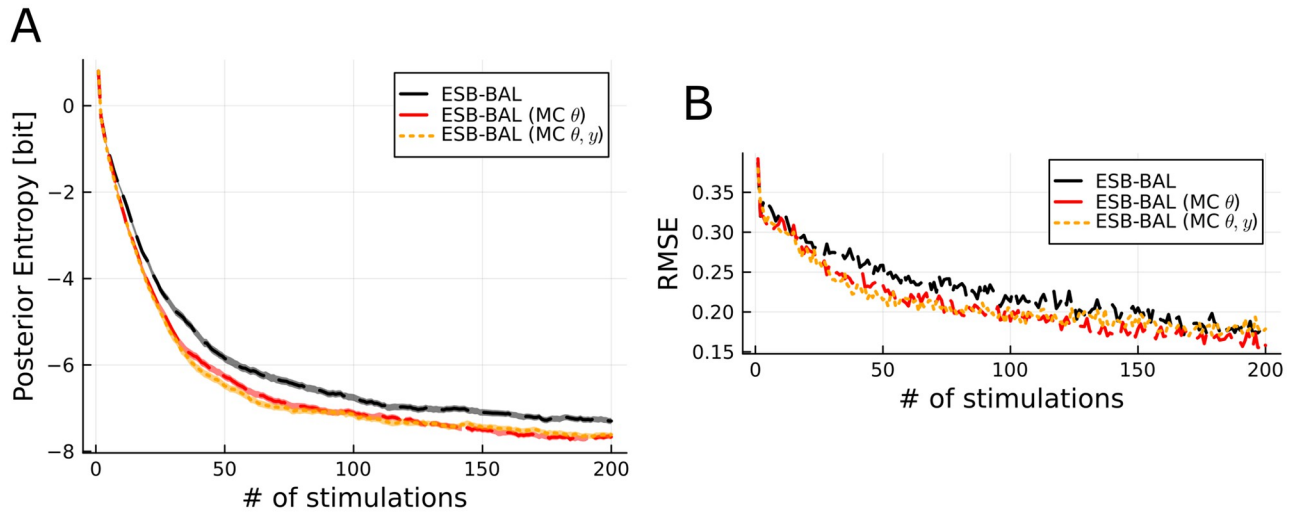 A
Posterior Entropy [bit]
0
−2
−4
−6
−8
0
50
100
150
200
# of stimulations
ESB-BAL
ESB-BAL (MC θ)
ESB-BAL (MC θ, y)
B
RMSE
0.35
0.30
0.25
0.20
0.15
0
50
100
150
200
# of stimulations
ESB-BAL
ESB-BAL (MC θ)
ESB-BAL (MC θ, y)